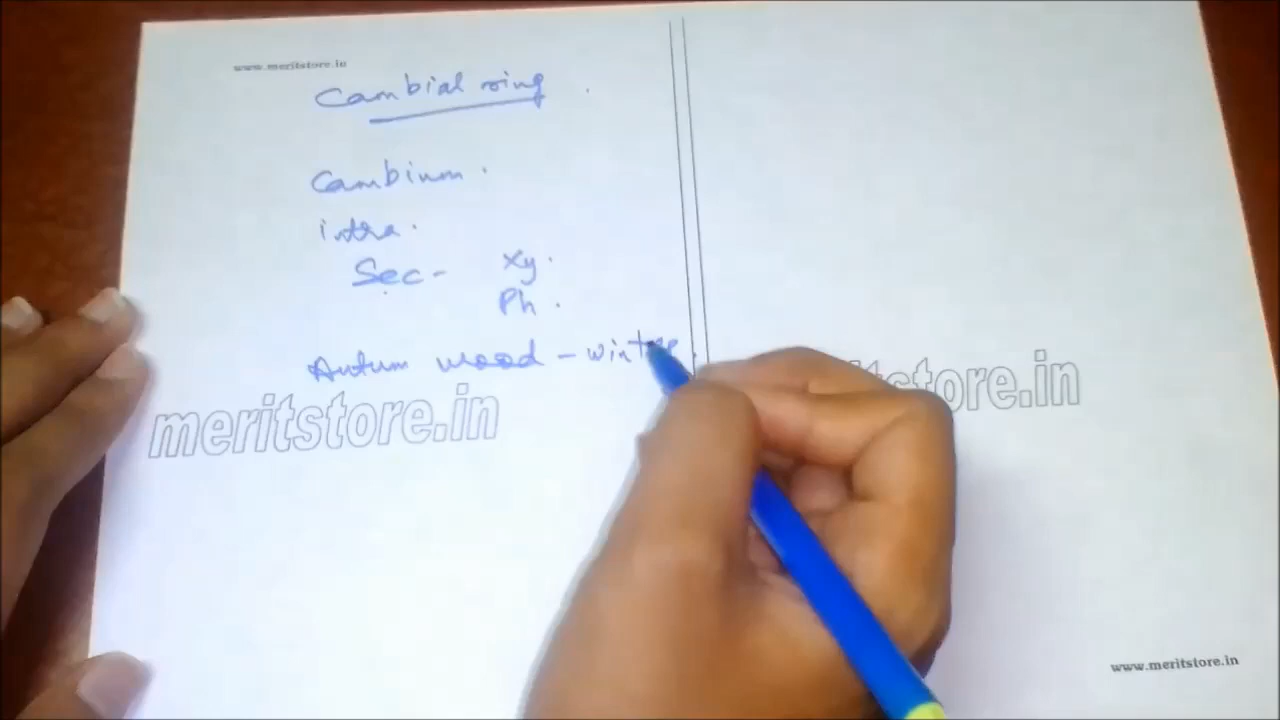 www.meritstore.in
Cambial ring .
Cambium .
intra .
Sec - Xy .
Ph .
Autum wood - winter
meritstore.in
store.in
www.meritstore.in